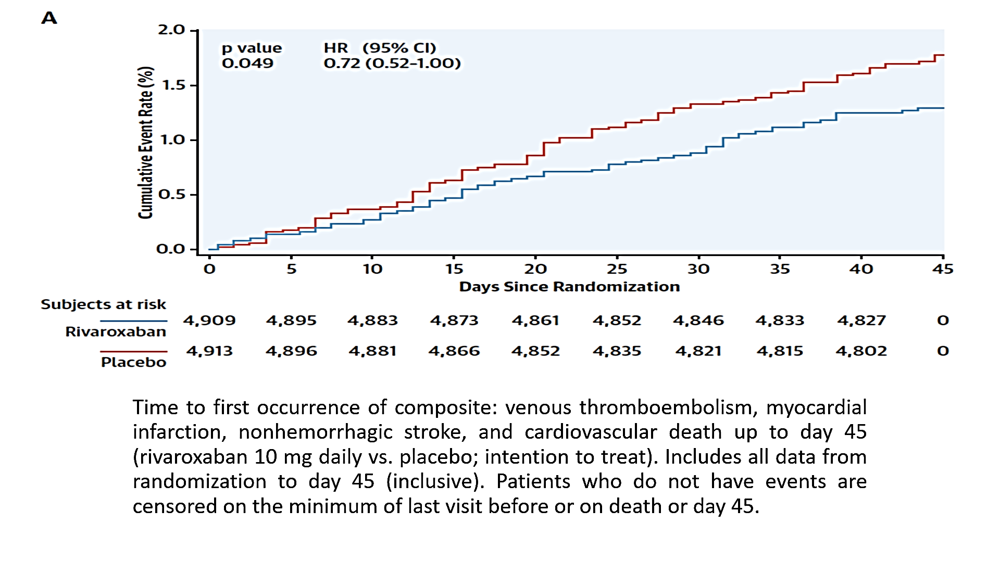 A
2.0
p value HR (95% CI)
0.049 0.72 (0.52–1.00)
1.5
1.0
0.5
0.0
Cumulative Event Rate (%)
0 5 10 15 20 25 30 35 40 45
Days Since Randomization
Subjects at risk
4,909 4,895 4,883 4,873 4,861 4,852 4,846 4,833 4,827 0
Rivaroxaban
4,913 4,896 4,881 4,866 4,852 4,835 4,821 4,815 4,802 0
Placebo
Time to first occurrence of composite: venous thromboembolism, myocardial
infarction, nonhemorrhagic stroke, and cardiovascular death up to day 45
(rivaroxaban 10 mg daily vs. placebo; intention to treat). Includes all data from
randomization to day 45 (inclusive). Patients who do not have events are
censored on the minimum of last visit before or on death or day 45.